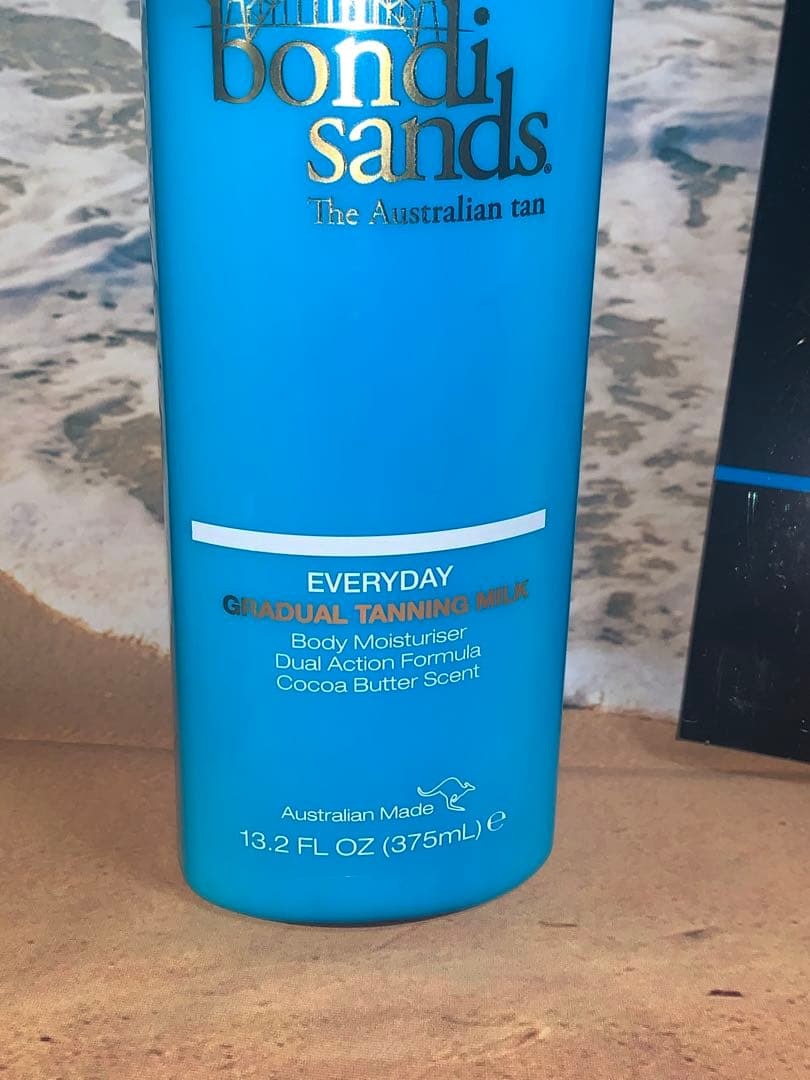 bondi
sands®
The Australian tan
EVERYDAY
GRADUAL TANNING MILK
Body Moisturiser
Dual Action Formula
Cocoa Butter Scent
Australian Made
13.2 FL OZ (375mL) ℮